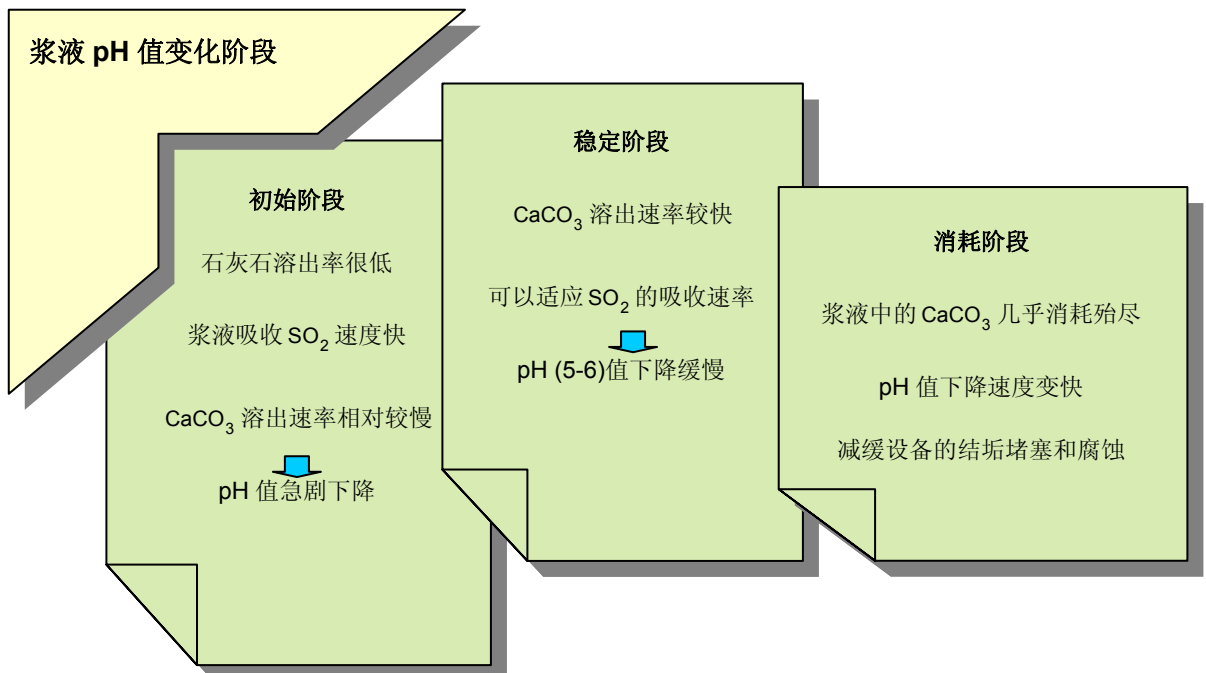 浆液 pH 值变化阶段
初始阶段
石灰石溶出率很低
浆液吸收 SO₂ 速度快
CaCO₃ 溶出速率相对较慢
pH 值急剧下降
稳定阶段
CaCO₃ 溶出速率较快
可以适应 SO₂ 的吸收速率
pH (5-6)值下降缓慢
消耗阶段
浆液中的 CaCO₃ 几乎消耗殆尽
pH 值下降速度变快
减缓设备的结垢堵塞和腐蚀